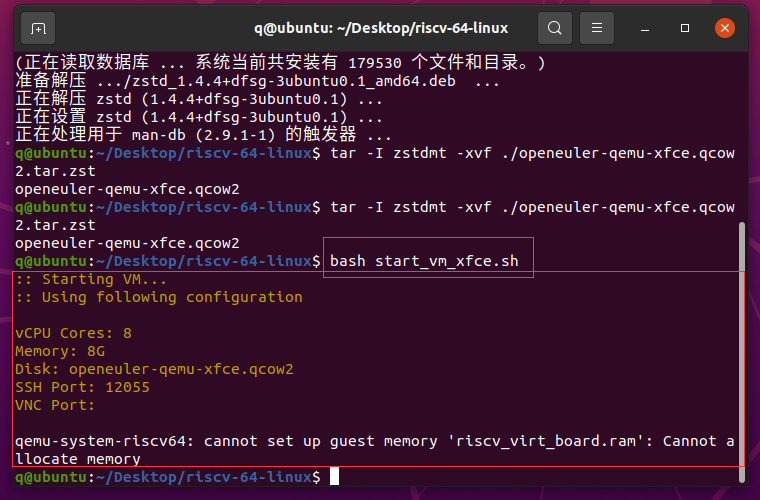 q@ubuntu: ~/Desktop/riscv-64-linux
(正在读取数据库 ... 系统当前共安装有 179530 个文件和目录。)
准备解压 .../zstd_1.4.4+dfsg-3ubuntu0.1_amd64.deb  ...
正在解压 zstd (1.4.4+dfsg-3ubuntu0.1) ...
正在设置 zstd (1.4.4+dfsg-3ubuntu0.1) ...
正在处理用于 man-db (2.9.1-1) 的触发器 ...
q@ubuntu:~/Desktop/riscv-64-linux$ tar -I zstdmt -xvf ./openeuler-qemu-xfce.qcow
2.tar.zst
openeuler-qemu-xfce.qcow2
q@ubuntu:~/Desktop/riscv-64-linux$ tar -I zstdmt -xvf ./openeuler-qemu-xfce.qcow
2.tar.zst
openeuler-qemu-xfce.qcow2
q@ubuntu:~/Desktop/riscv-64-linux$ bash start_vm_xfce.sh
:: Starting VM...
:: Using following configuration
vCPU Cores: 8
Memory: 8G
Disk: openeuler-qemu-xfce.qcow2
SSH Port: 12055
VNC Port:
qemu-system-riscv64: cannot set up guest memory 'riscv_virt_board.ram': Cannot a
llocate memory
q@ubuntu:~/Desktop/riscv-64-linux$